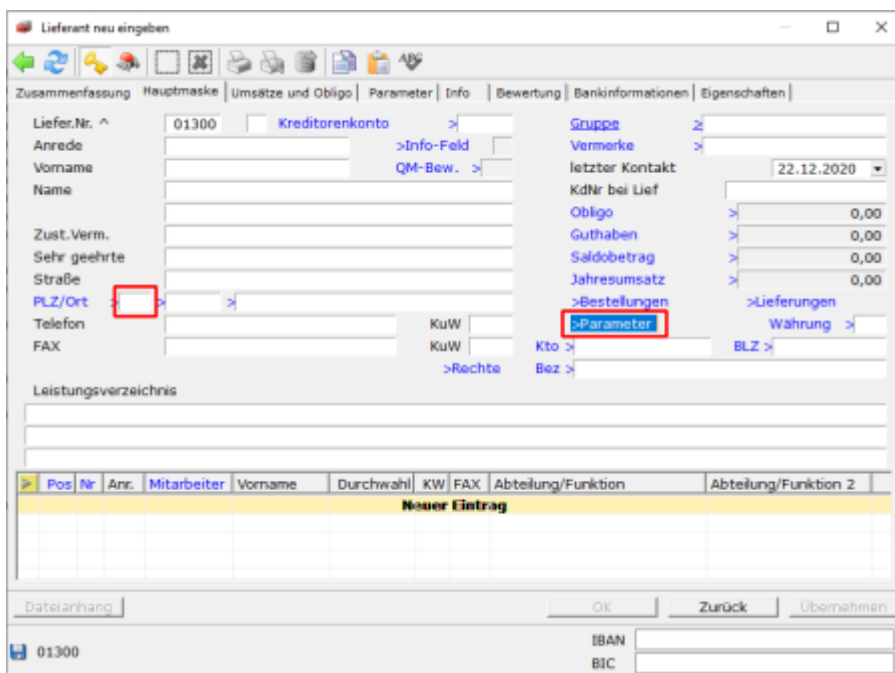 Lieferant neu eingeben
ABC
Zusammenfassung Hauptmaske Umsätze und Obligo Parameter Info Bewertung Bankinformationen Eigenschaften
Liefer.Nr. ^ 01300 Kreditorenkonto > Gruppe >
Anrede >Info-Feld Vermerke >
Vorname QM-Bew. > letzter Kontakt 22.12.2020
Name KdNr bei Lief
Obligo > 0,00
Zust.Verm. Guthaben > 0,00
Sehr geehrte Saldobetrag > 0,00
Straße Jahresumsatz > 0,00
PLZ/Ort > > > >Bestellungen >Lieferungen
Telefon KuW >Parameter Währung >
FAX KuW Kto > BLZ >
>Rechte Bez >
Leistungsverzeichnis
> Pos Nr Anr. Mitarbeiter Vorname Durchwahl KW FAX Abteilung/Funktion Abteilung/Funktion 2
Neuer Eintrag
Dateianhang OK Zurück Übernehmen
01300 IBAN
BIC